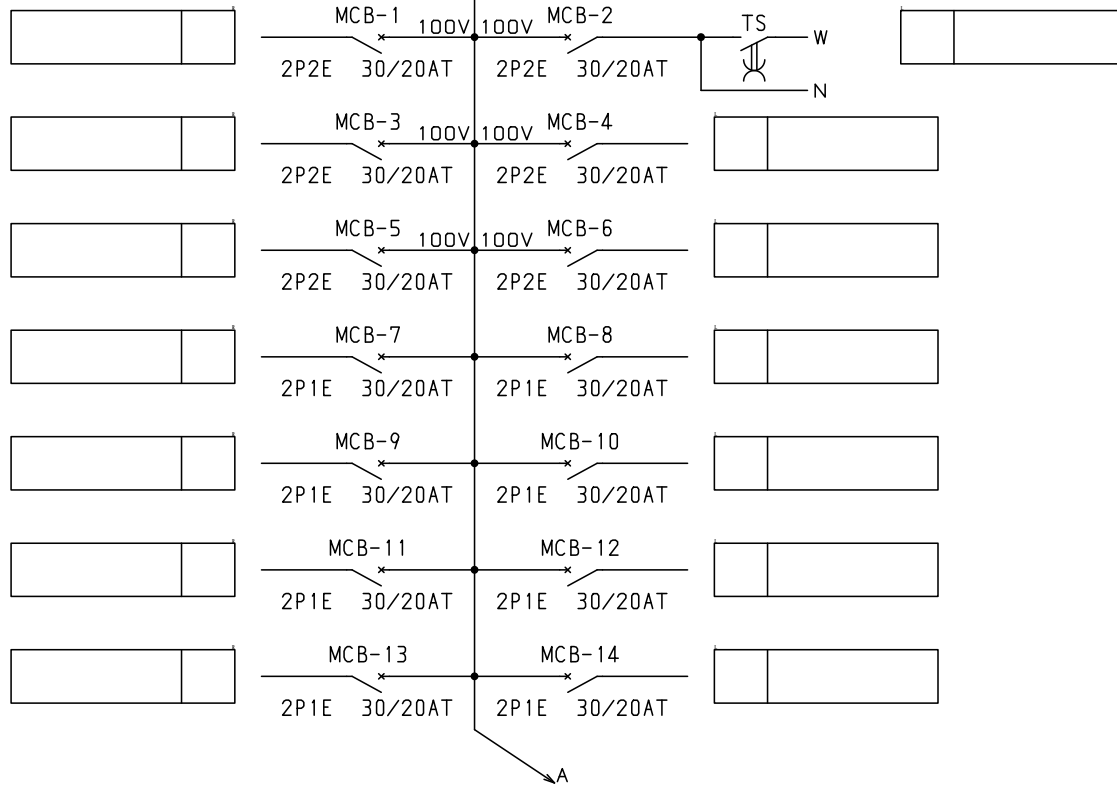 MCB-1 100V 100V MCB-2 TS W
2P2E 30/20AT 2P2E 30/20AT
N
MCB-3 100V 100V MCB-4
2P2E 30/20AT 2P2E 30/20AT
MCB-5 100V 100V MCB-6
2P2E 30/20AT 2P2E 30/20AT
MCB-7 MCB-8
2P1E 30/20AT 2P1E 30/20AT
MCB-9 MCB-10
2P1E 30/20AT 2P1E 30/20AT
MCB-11 MCB-12
2P1E 30/20AT 2P1E 30/20AT
MCB-13 MCB-14
2P1E 30/20AT 2P1E 30/20AT
A